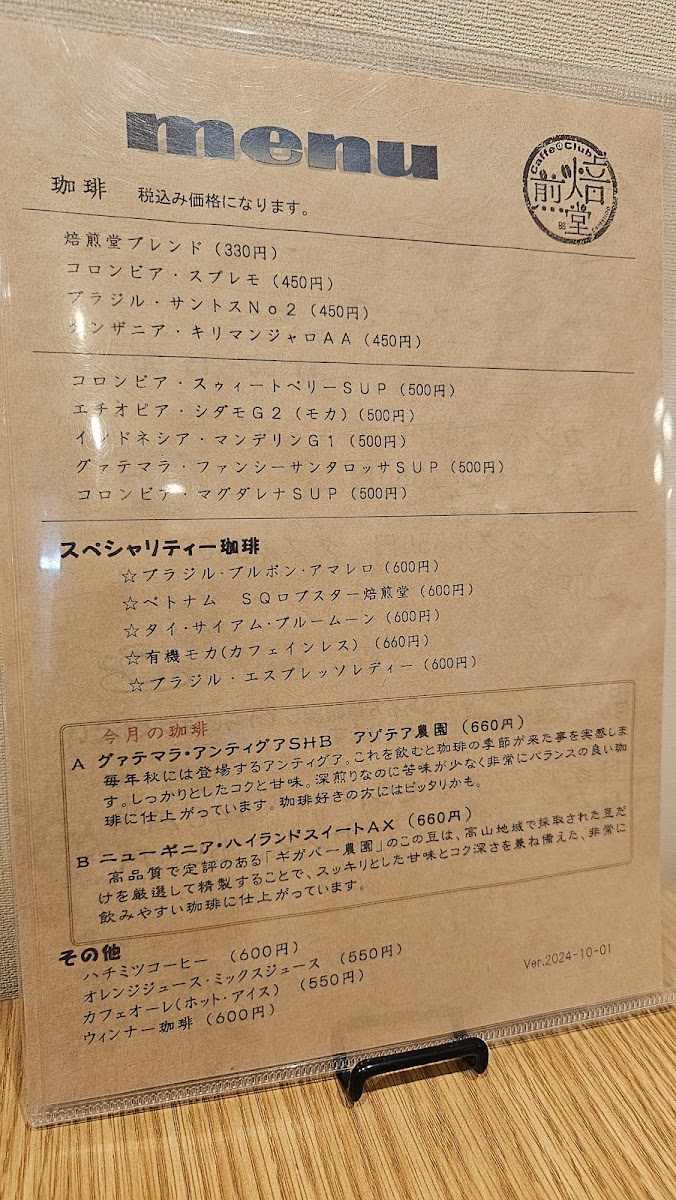 menu
Caffe Club
焙煎堂
珈琲 税込み価格になります。
焙煎堂ブレンド（330円）
コロンビア・スプレモ（450円）
ブラジル・サントスNo2（450円）
タンザニア・キリマンジャロAA（450円）
コロンビア・スゥィートベリーSUP（500円）
エチオピア・シダモG2（モカ）（500円）
インドネシア・マンデリンG1（500円）
グァテマラ・ファンシーサンタロッサSUP（500円）
コロンビア・マグダレナSUP（500円）
スペシャリティー珈琲
☆ブラジル・ブルボン・アマレロ（600円）
☆ベトナム SQロブスター焙煎堂（600円）
☆タイ・サイアム・ブルームーン（600円）
☆有機モカ(カフェインレス)（660円）
☆ブラジル・エスプレッソレディー（600円）
今月の珈琲
A グァテマラ・アンティグアSHB アゾテア農園（660円）
毎年秋には登場するアンティグア。これを飲むと珈琲の季節が来た事を実感しま
す。しっかりとしたコクと甘味。深煎りなのに苦味が少なく非常にバランスの良い珈
琲に仕上がっています。珈琲好きの方にはピッタリかも。
B ニューギニア・ハイランドスイートAX（660円）
高品質で定評のある「ギガバー農園」のこの豆は、高山地域で採取された豆だ
けを厳選して精製することで、スッキリとした甘味とコク深さを兼ね備えた、非常に
飲みやすい珈琲に仕上がっています。
その他
ハチミツコーヒー（600円）
オレンジジュース・ミックスジュース（550円）
カフェオーレ(ホット・アイス)（550円）
ウィンナー珈琲（600円）
Ver.2024-10-01